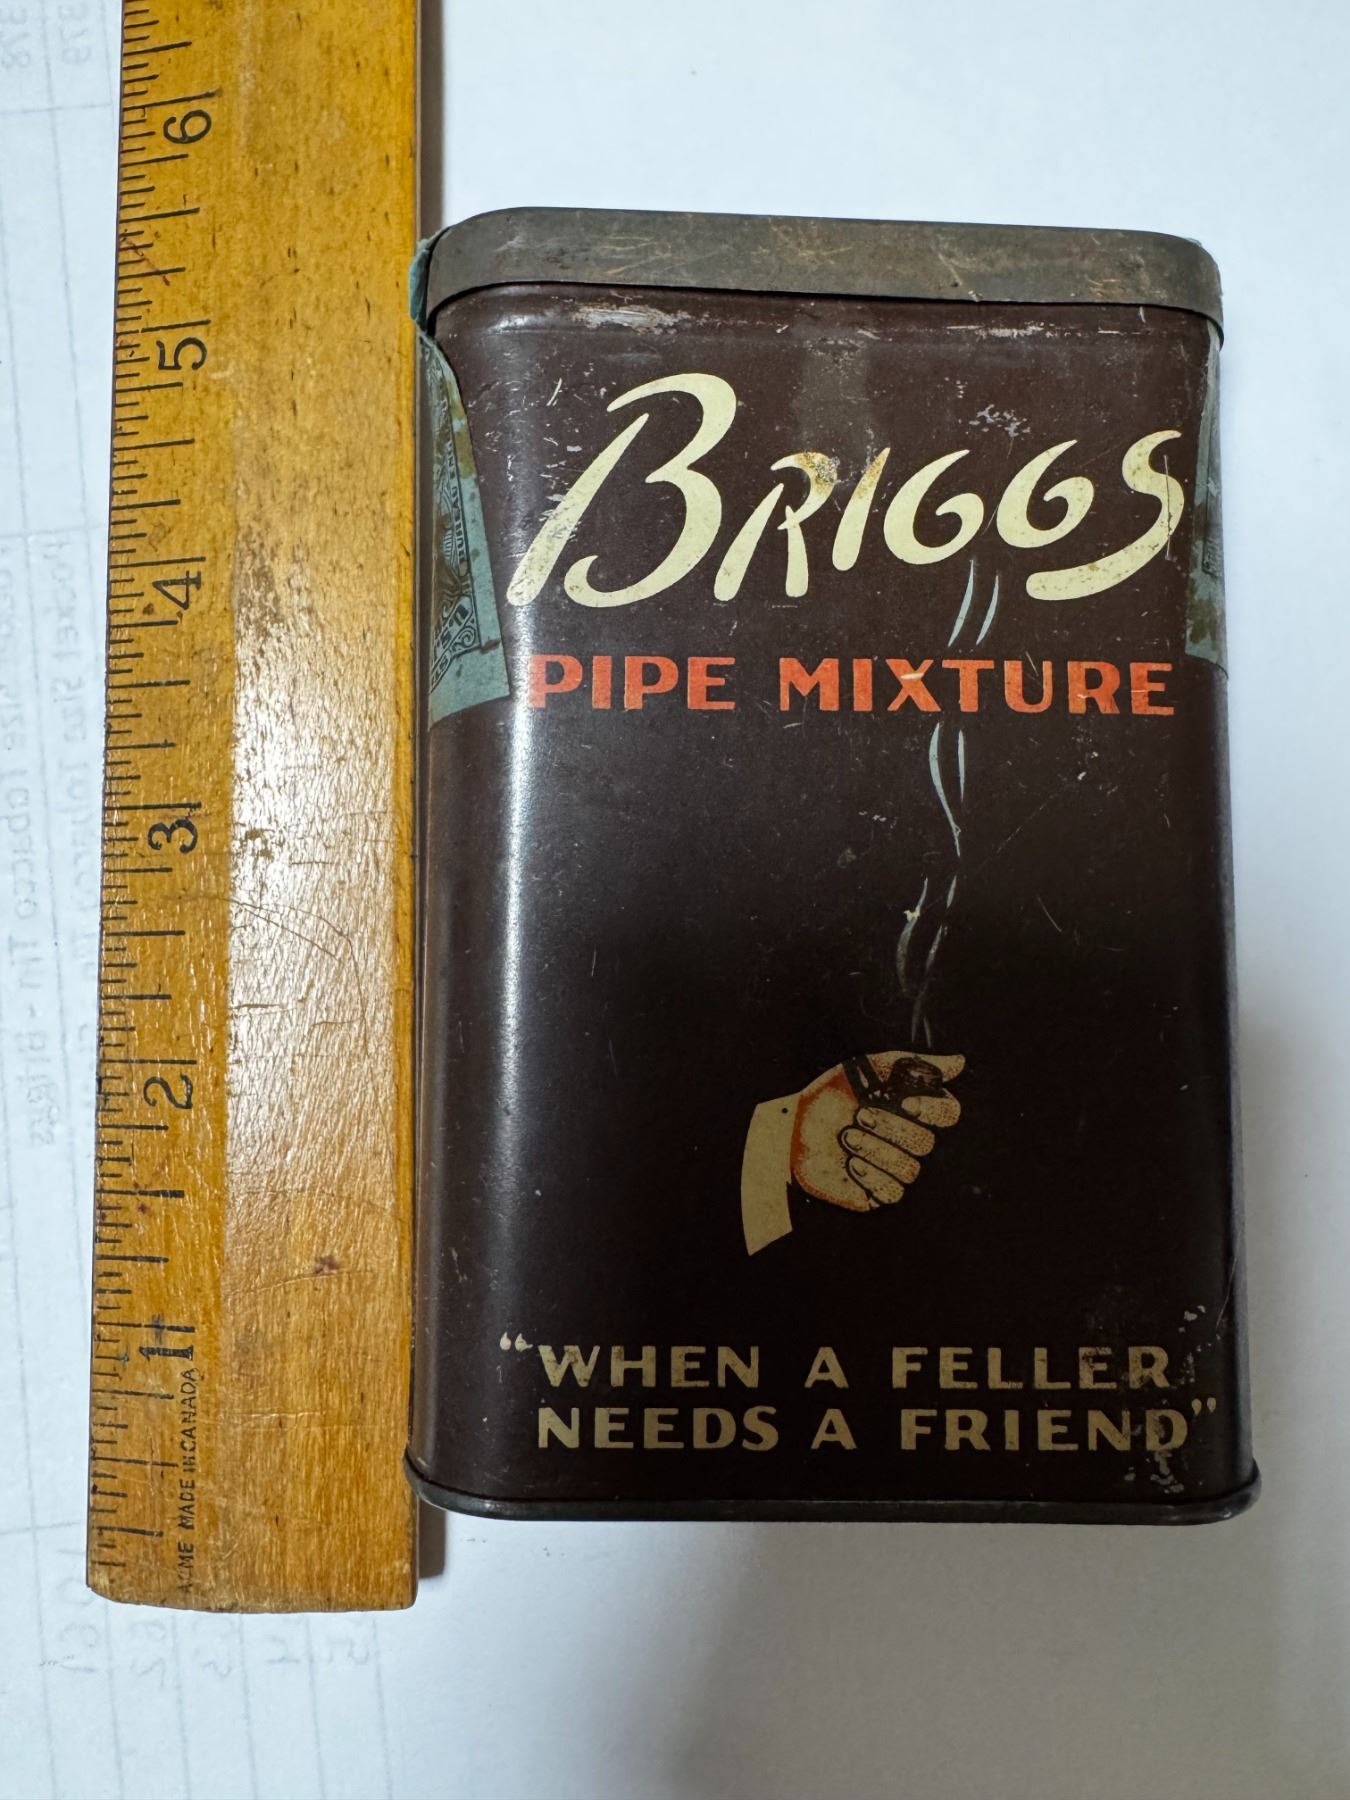 BRIGGS
PIPE MIXTURE
"WHEN A FELLER
NEEDS A FRIEND"
6
5
4
3
2
1
ACME MADE IN CANADA
U.S.